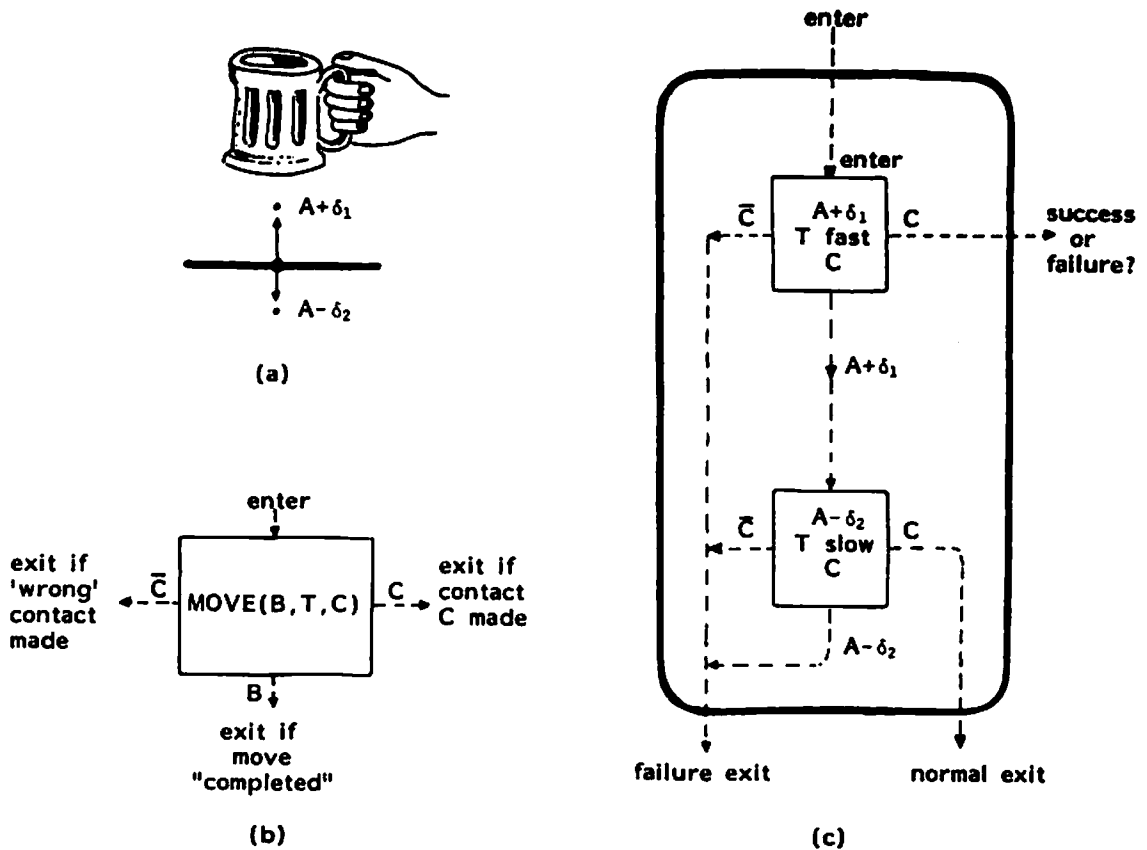 A+δ₁
A−δ₂
(a)
enter
exit if
'wrong'
contact
made
C̄
MOVE(B,T,C)
C
exit if
contact
C made
B
exit if
move
"completed"
(b)
enter
enter
C̄
A+δ₁
T fast
C
C
success
or
failure?
A+δ₁
C̄
A−δ₂
T slow
C
C
A−δ₂
failure exit
normal exit
(c)